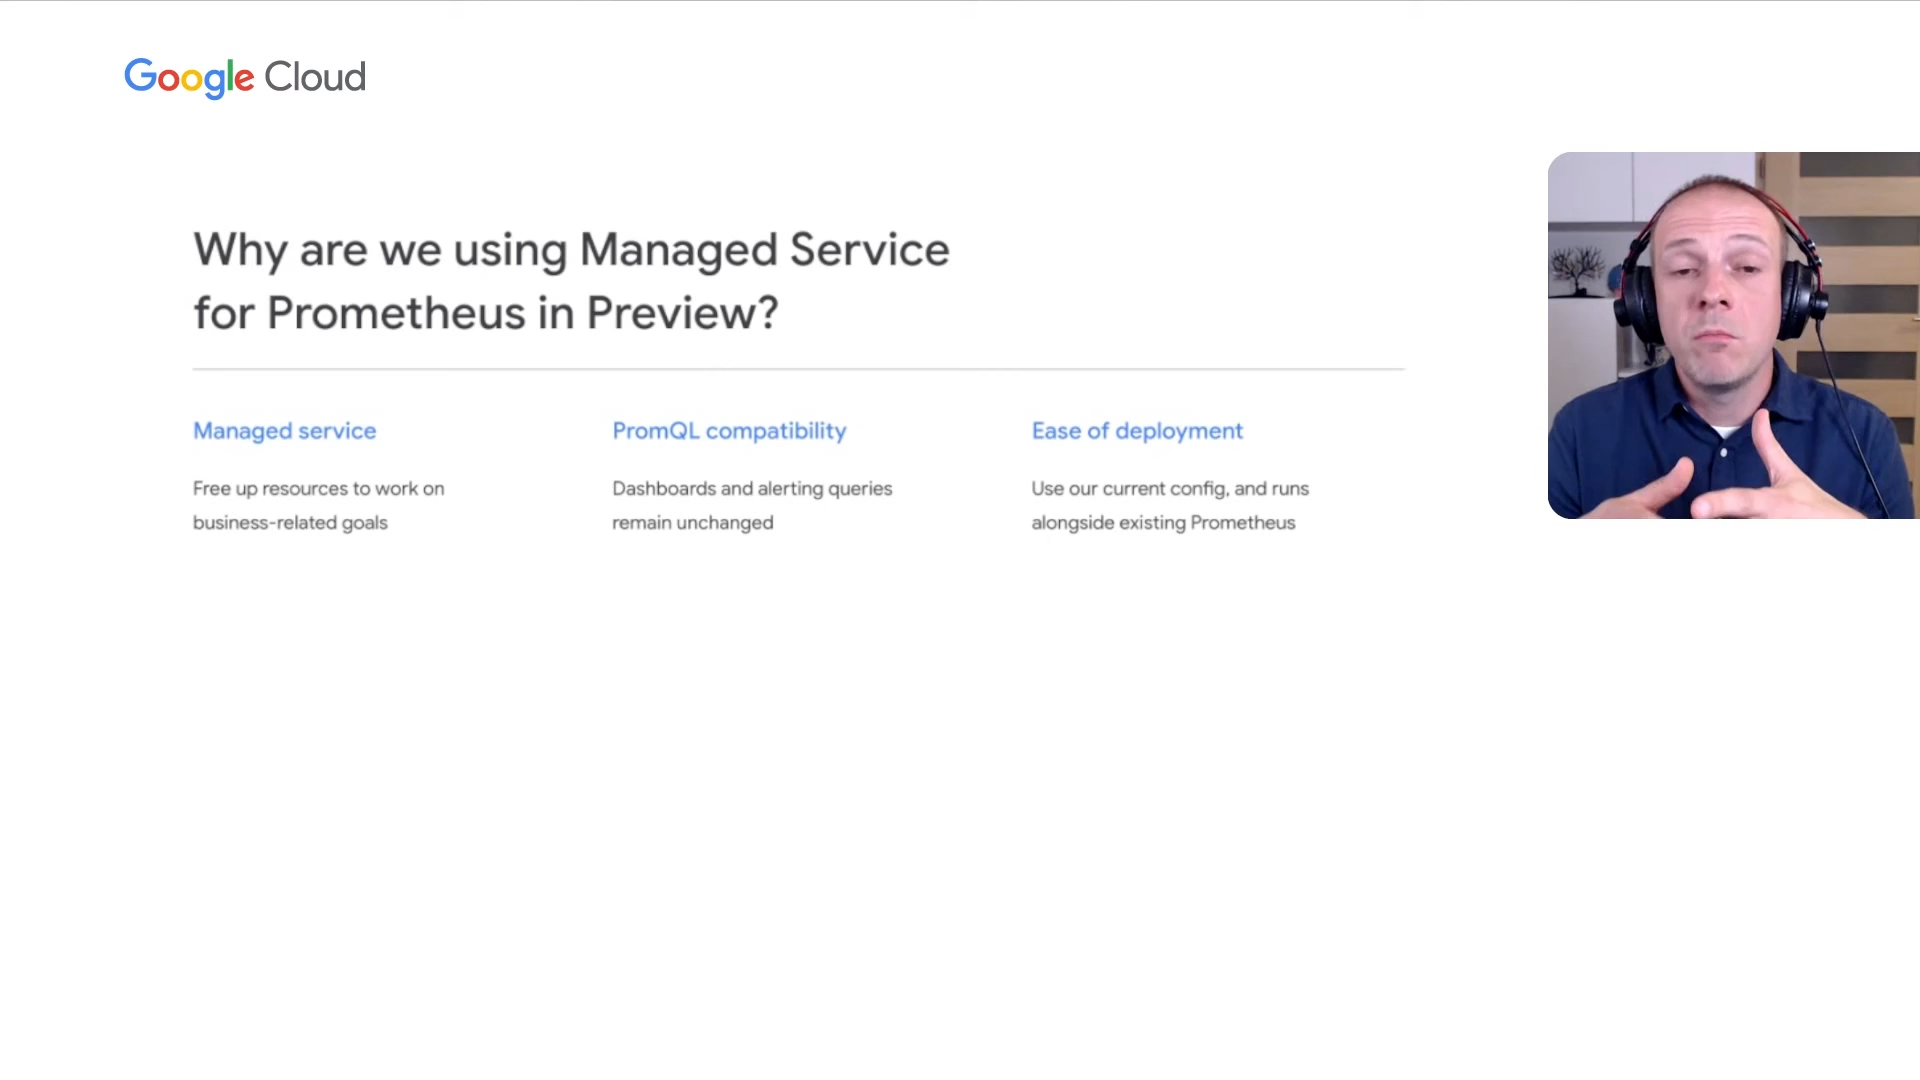 Google Cloud
Why are we using Managed Service
for Prometheus in Preview?
Managed service
Free up resources to work on
business-related goals
PromQL compatibility
Dashboards and alerting queries
remain unchanged
Ease of deployment
Use our current config, and runs
alongside existing Prometheus